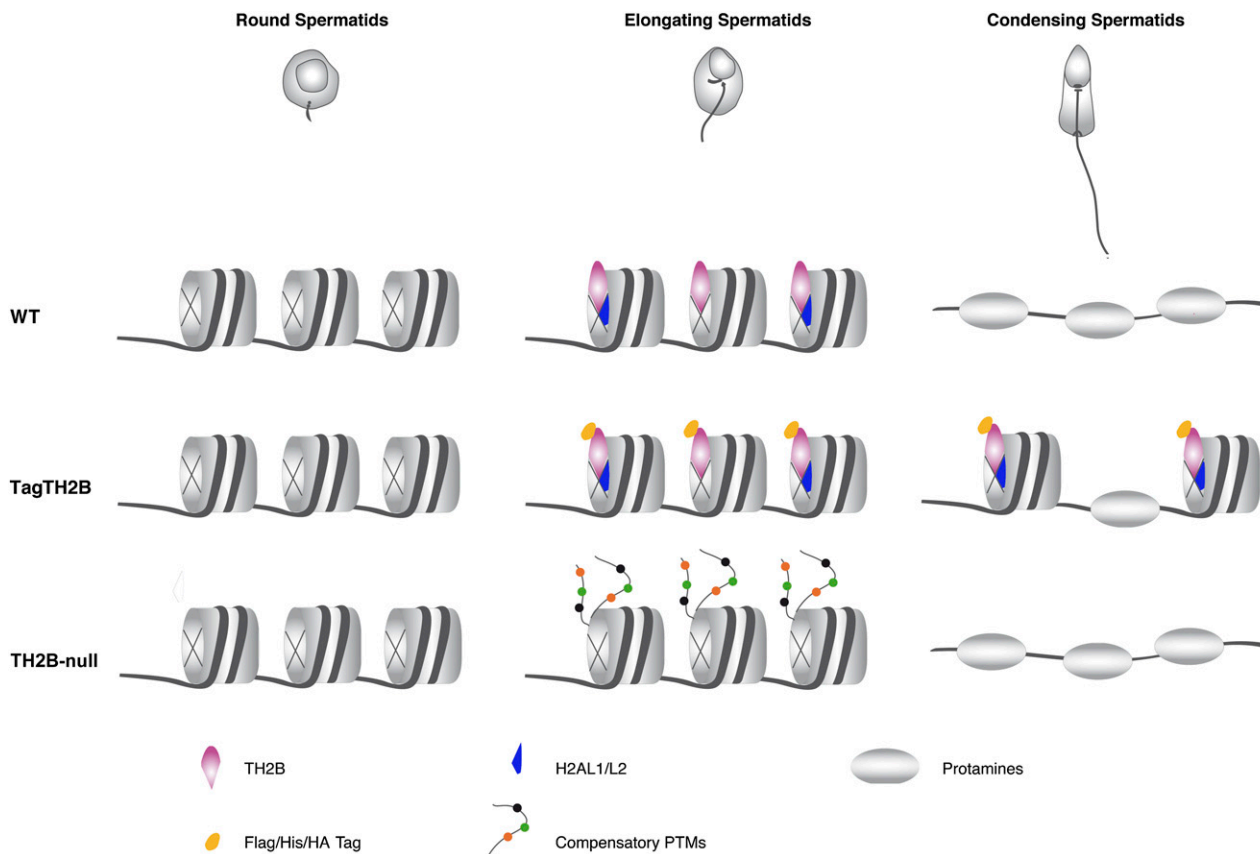 Round Spermatids
Elongating Spermatids
Condensing Spermatids
WT
TagTH2B
TH2B-null
TH2B
H2AL1/L2
Protamines
Flag/His/HA Tag
Compensatory PTMs